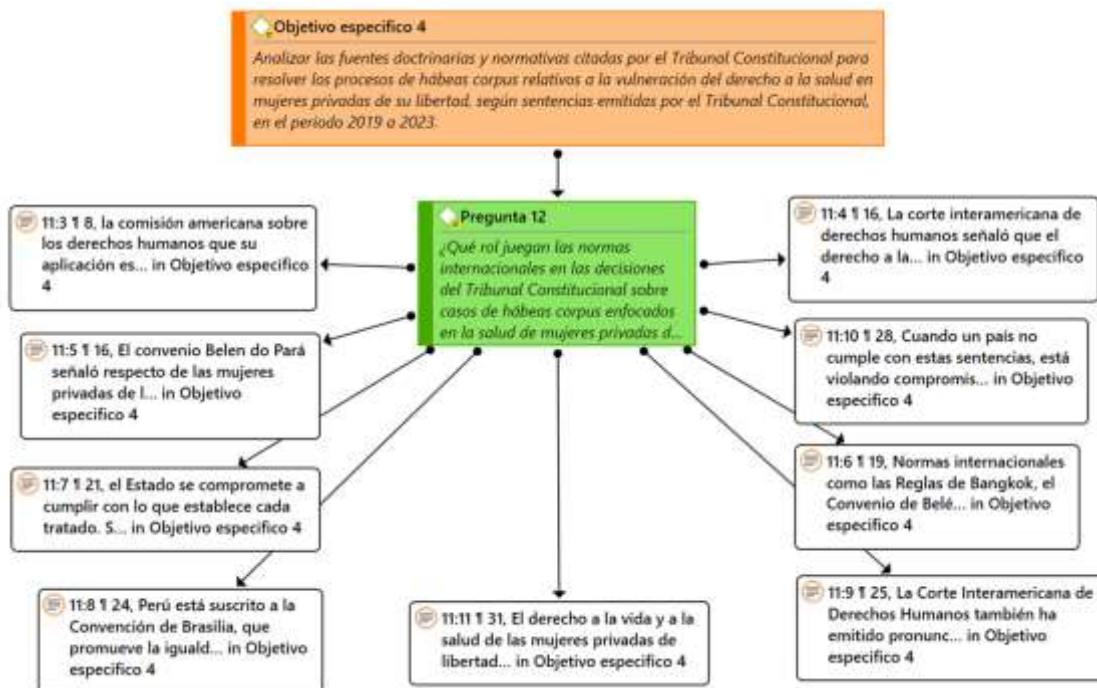 Objetivo especifico 4
Analizar las fuentes doctrinarias y normativas citadas por el Tribunal Constitucional para
resolver los procesos de hábeas corpus relativos a la vulneración del derecho a la salud en
mujeres privadas de su libertad, según sentencias emitidas por el Tribunal Constitucional,
en el periodo 2019 a 2023.
Pregunta 12
¿Qué rol juegan las normas
internacionales en las decisiones
del Tribunal Constitucional sobre
casos de hábeas corpus enfocados
en la salud de mujeres privadas d...
11:3 ¶ 8, la comisión americana sobre
los derechos humanos que su
aplicación es... in Objetivo especifico
4
11:4 ¶ 16, La corte interamericana de
derechos humanos señaló que el
derecho a la... in Objetivo especifico
4
11:5 ¶ 16, El convenio Belen do Pará
señaló respecto de las mujeres
privadas de l... in Objetivo
especifico 4
11:10 ¶ 28, Cuando un país no
cumple con estas sentencias, está
violando compromis... in Objetivo
especifico 4
11:7 ¶ 21, el Estado se compromete a
cumplir con lo que establece cada
tratado. S... in Objetivo especifico 4
11:6 ¶ 19, Normas internacionales
como las Reglas de Bangkok, el
Convenio de Belé... in Objetivo
especifico 4
11:8 ¶ 24, Perú está suscrito a la
Convención de Brasilia, que
promueve la iguald... in Objetivo
especifico 4
11:11 ¶ 31, El derecho a la vida y a la
salud de las mujeres privadas de
libertad... in Objetivo especifico 4
11:9 ¶ 25, La Corte Interamericana de
Derechos Humanos también ha
emitido pronunc... in Objetivo
especifico 4